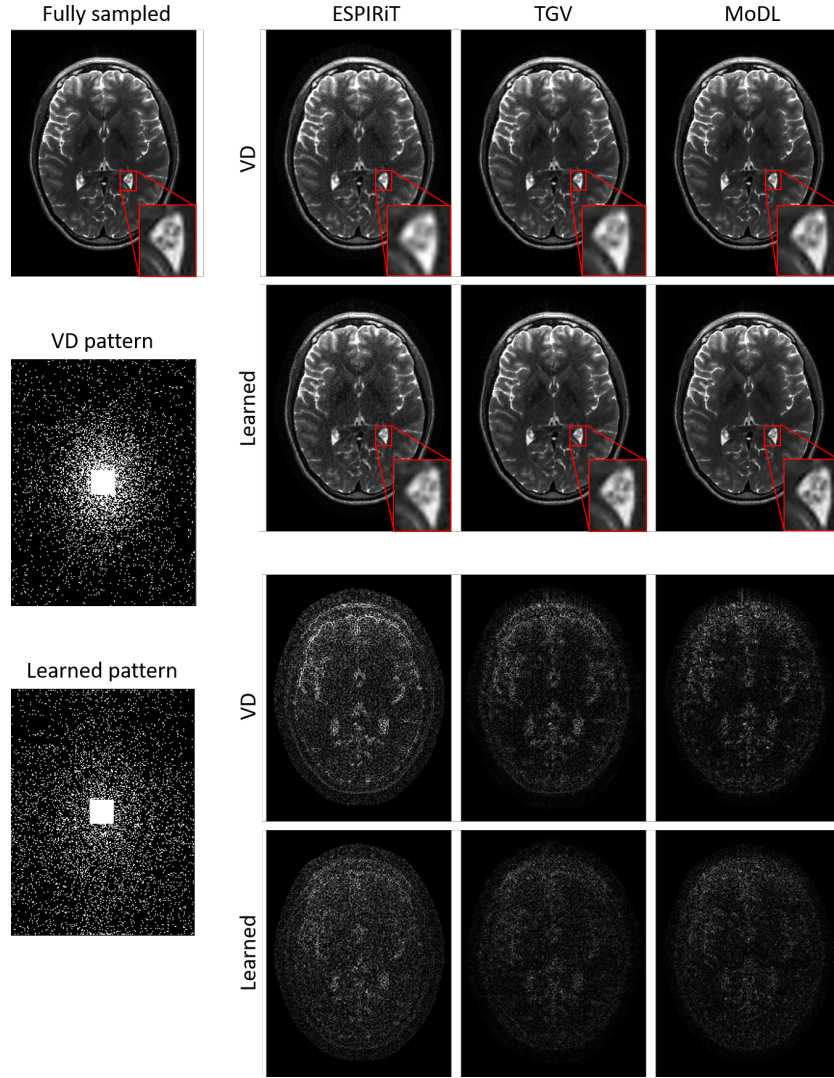 Fully sampled
ESPIRiT
TGV
MoDL
VD
Learned
VD pattern
Learned pattern
VD
Learned